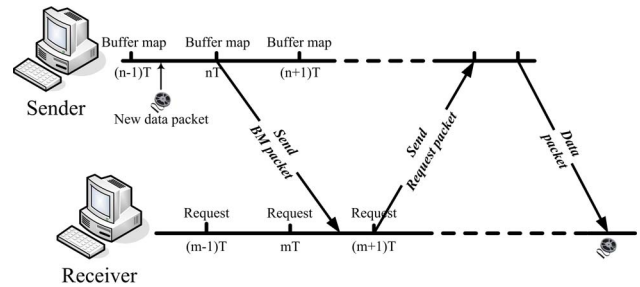 Buffer map Buffer map Buffer map
(n-1)T nT (n+1)T
Sender
New data packet
Send
BM packet
Send
Request packet
Data
packet
Request Request Request
(m-1)T mT (m+1)T
Receiver